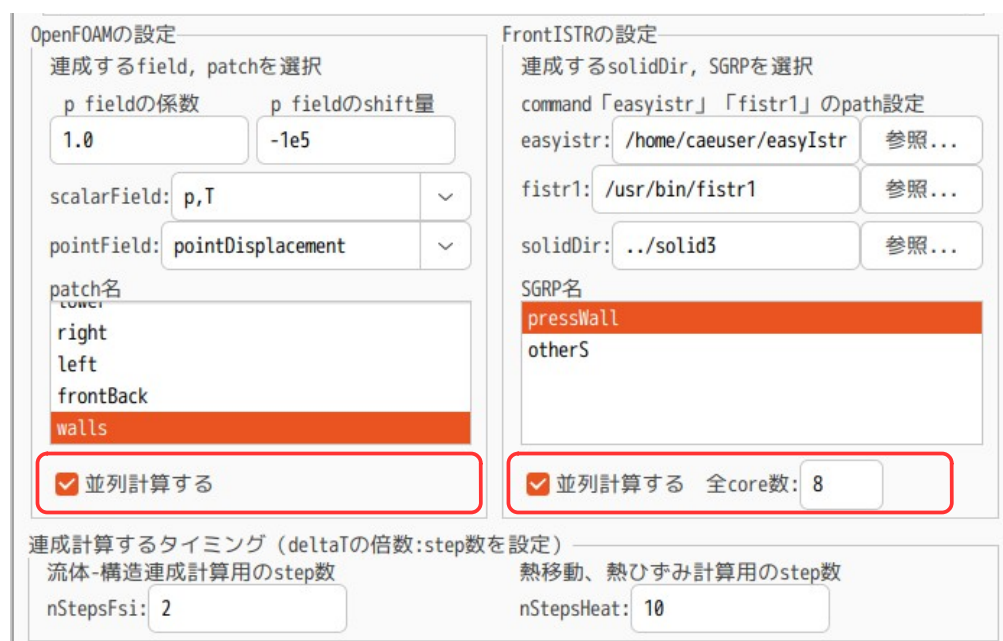 OpenFOAMの設定
連成するfield, patchを選択
p fieldの係数 p fieldのshift量
1.0 -1e5
scalarField: p,T
pointField: pointDisplacement
patch名
lower
right
left
frontBack
walls
並列計算する
FrontISTRの設定
連成するsolidDir, SGRPを選択
command「easyistr」「fistr1」のpath設定
easyistr: /home/caeuser/easyIstr 参照...
fistr1: /usr/bin/fistr1 参照...
solidDir: ../solid3 参照...
SGRP名
pressWall
otherS
並列計算する 全core数: 8
連成計算するタイミング（deltaTの倍数:step数を設定）
流体-構造連成計算用のstep数
nStepsFsi: 2
熱移動、熱ひずみ計算用のstep数
nStepsHeat: 10